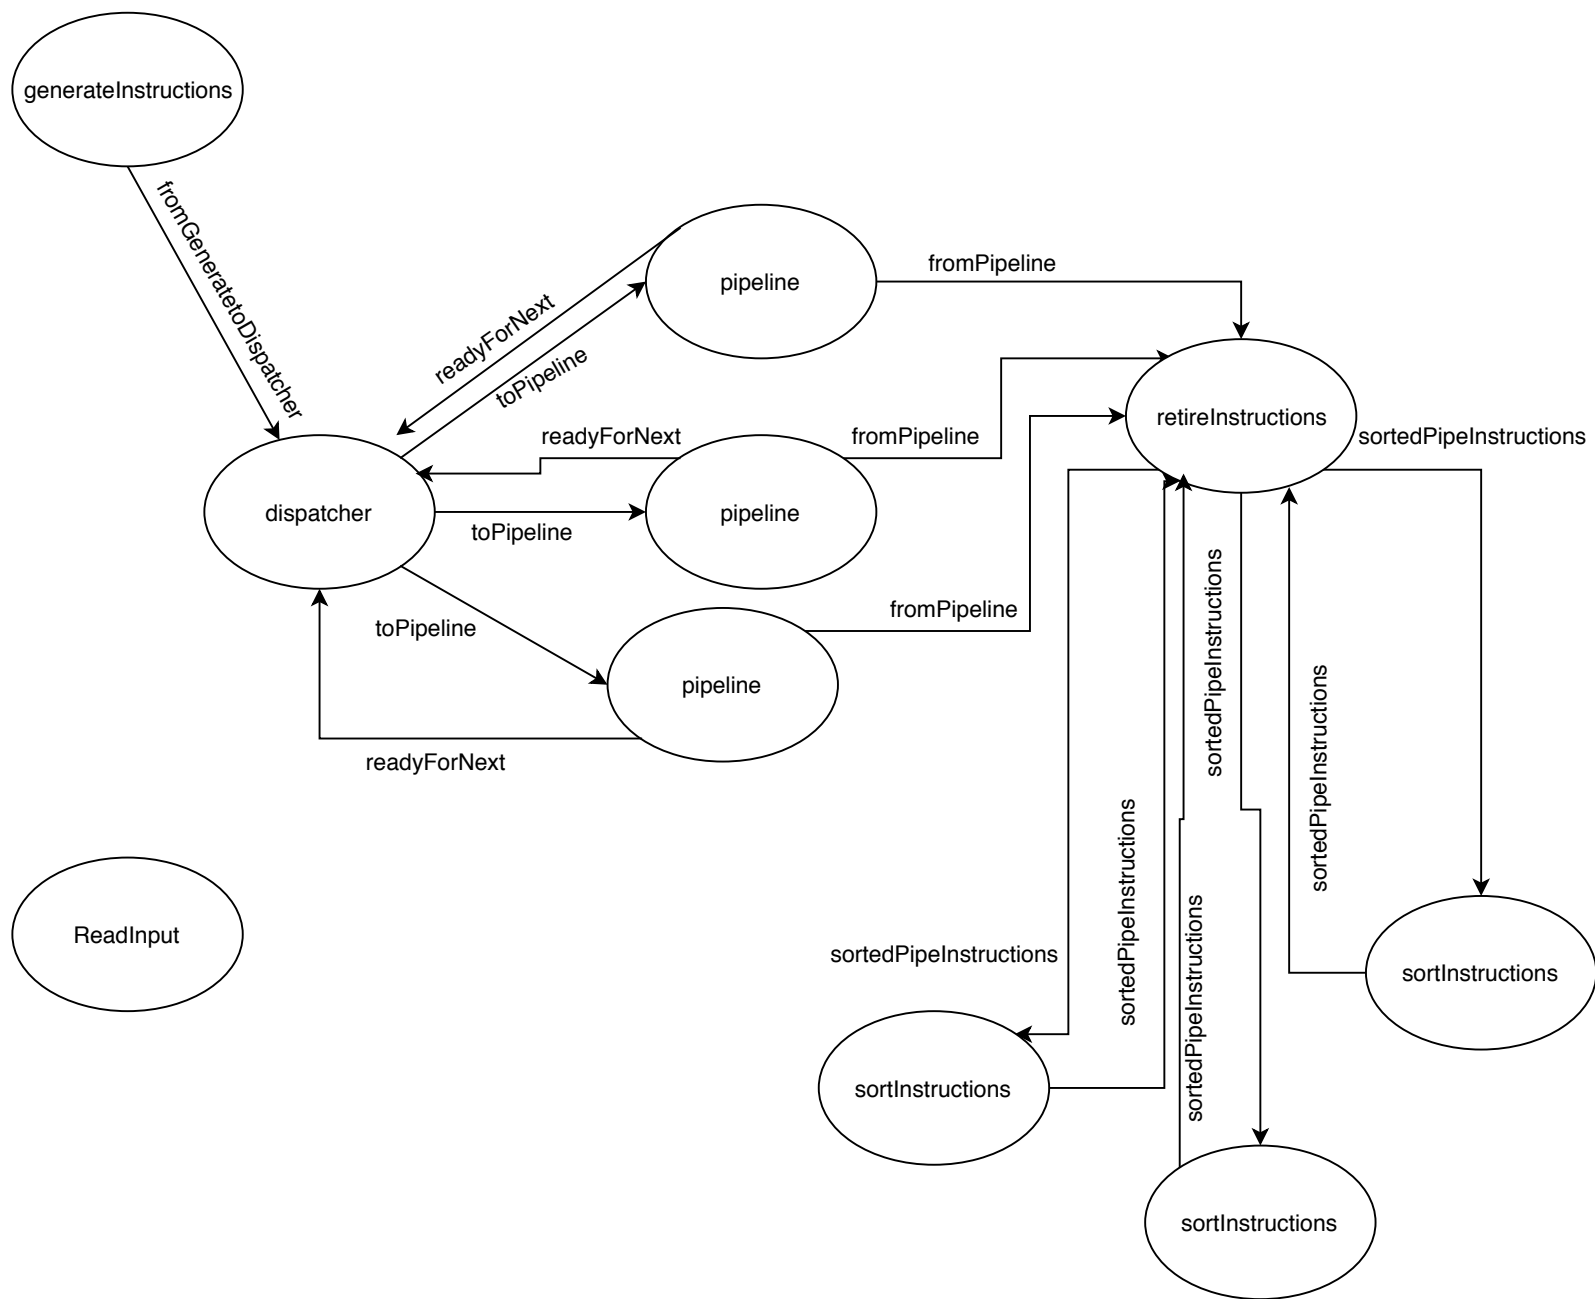 generateInstructions
fromGeneratetoDispatcher
pipeline
fromPipeline
readyForNext
toPipeline
retireInstructions
readyForNext
fromPipeline
sortedPipeInstructions
dispatcher
pipeline
toPipeline
fromPipeline
toPipeline
pipeline
sortedPipeInstructions
readyForNext
sortedPipeInstructions
sortedPipeInstructions
ReadInput
sortedPipeInstructions
sortedPipeInstructions
sortInstructions
sortInstructions
sortInstructions